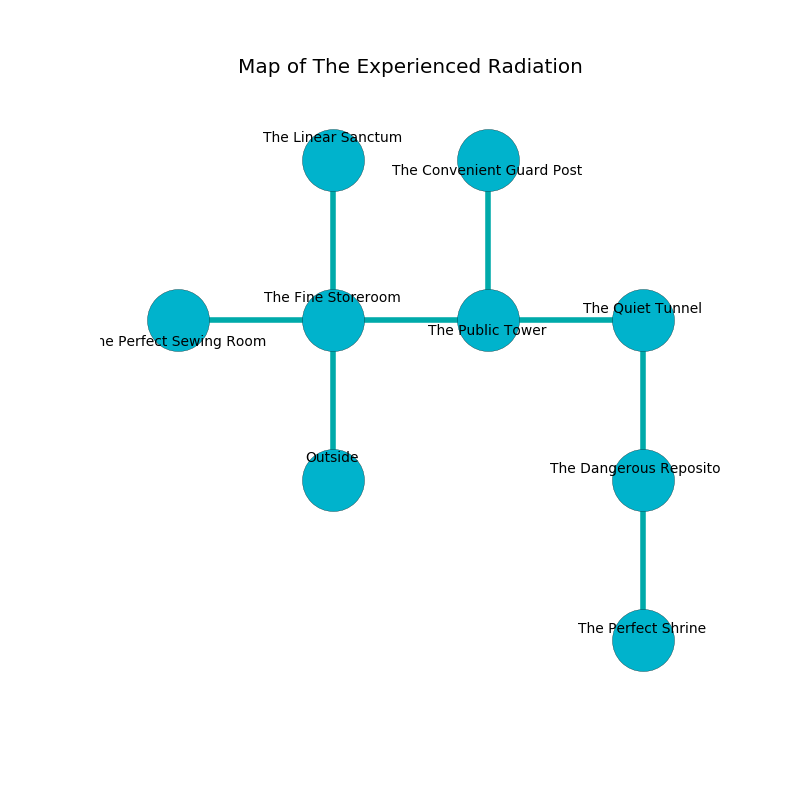 Map of The Experienced Radiation
The Linear Sanctum
The Convenient Guard Post
The Fine Storeroom
The Quiet Tunnel
The Public Tower
ne Perfect Sewing Room
Outside
The Dangerous Reposito
The Perfect Shrine